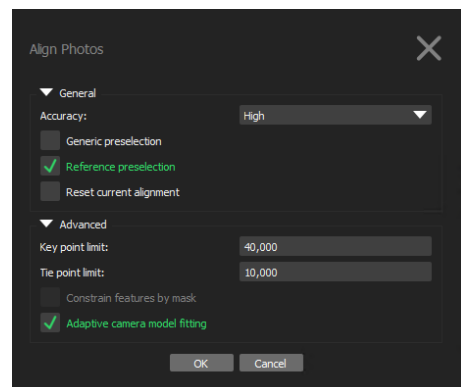 Align Photos
General
Accuracy: High
Generic preselection
Reference preselection
Reset current alignment
Advanced
Key point limit: 40,000
Tie point limit: 10,000
Constrain features by mask
Adaptive camera model fitting
OK Cancel